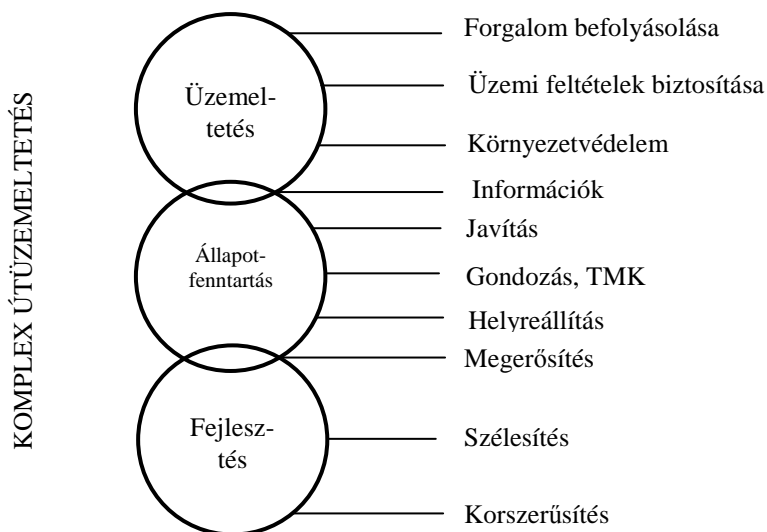 KOMPLEX ÚTÜZEMELTETÉS
Üzemel-
tetés
Forgalom befolyásolása
Üzemi feltételek biztosítása
Környezetvédelem
Információk
Állapot-
fenntartás
Javítás
Gondozás, TMK
Helyreállítás
Megerősítés
Fejlesz-
tés
Szélesítés
Korszerűsítés